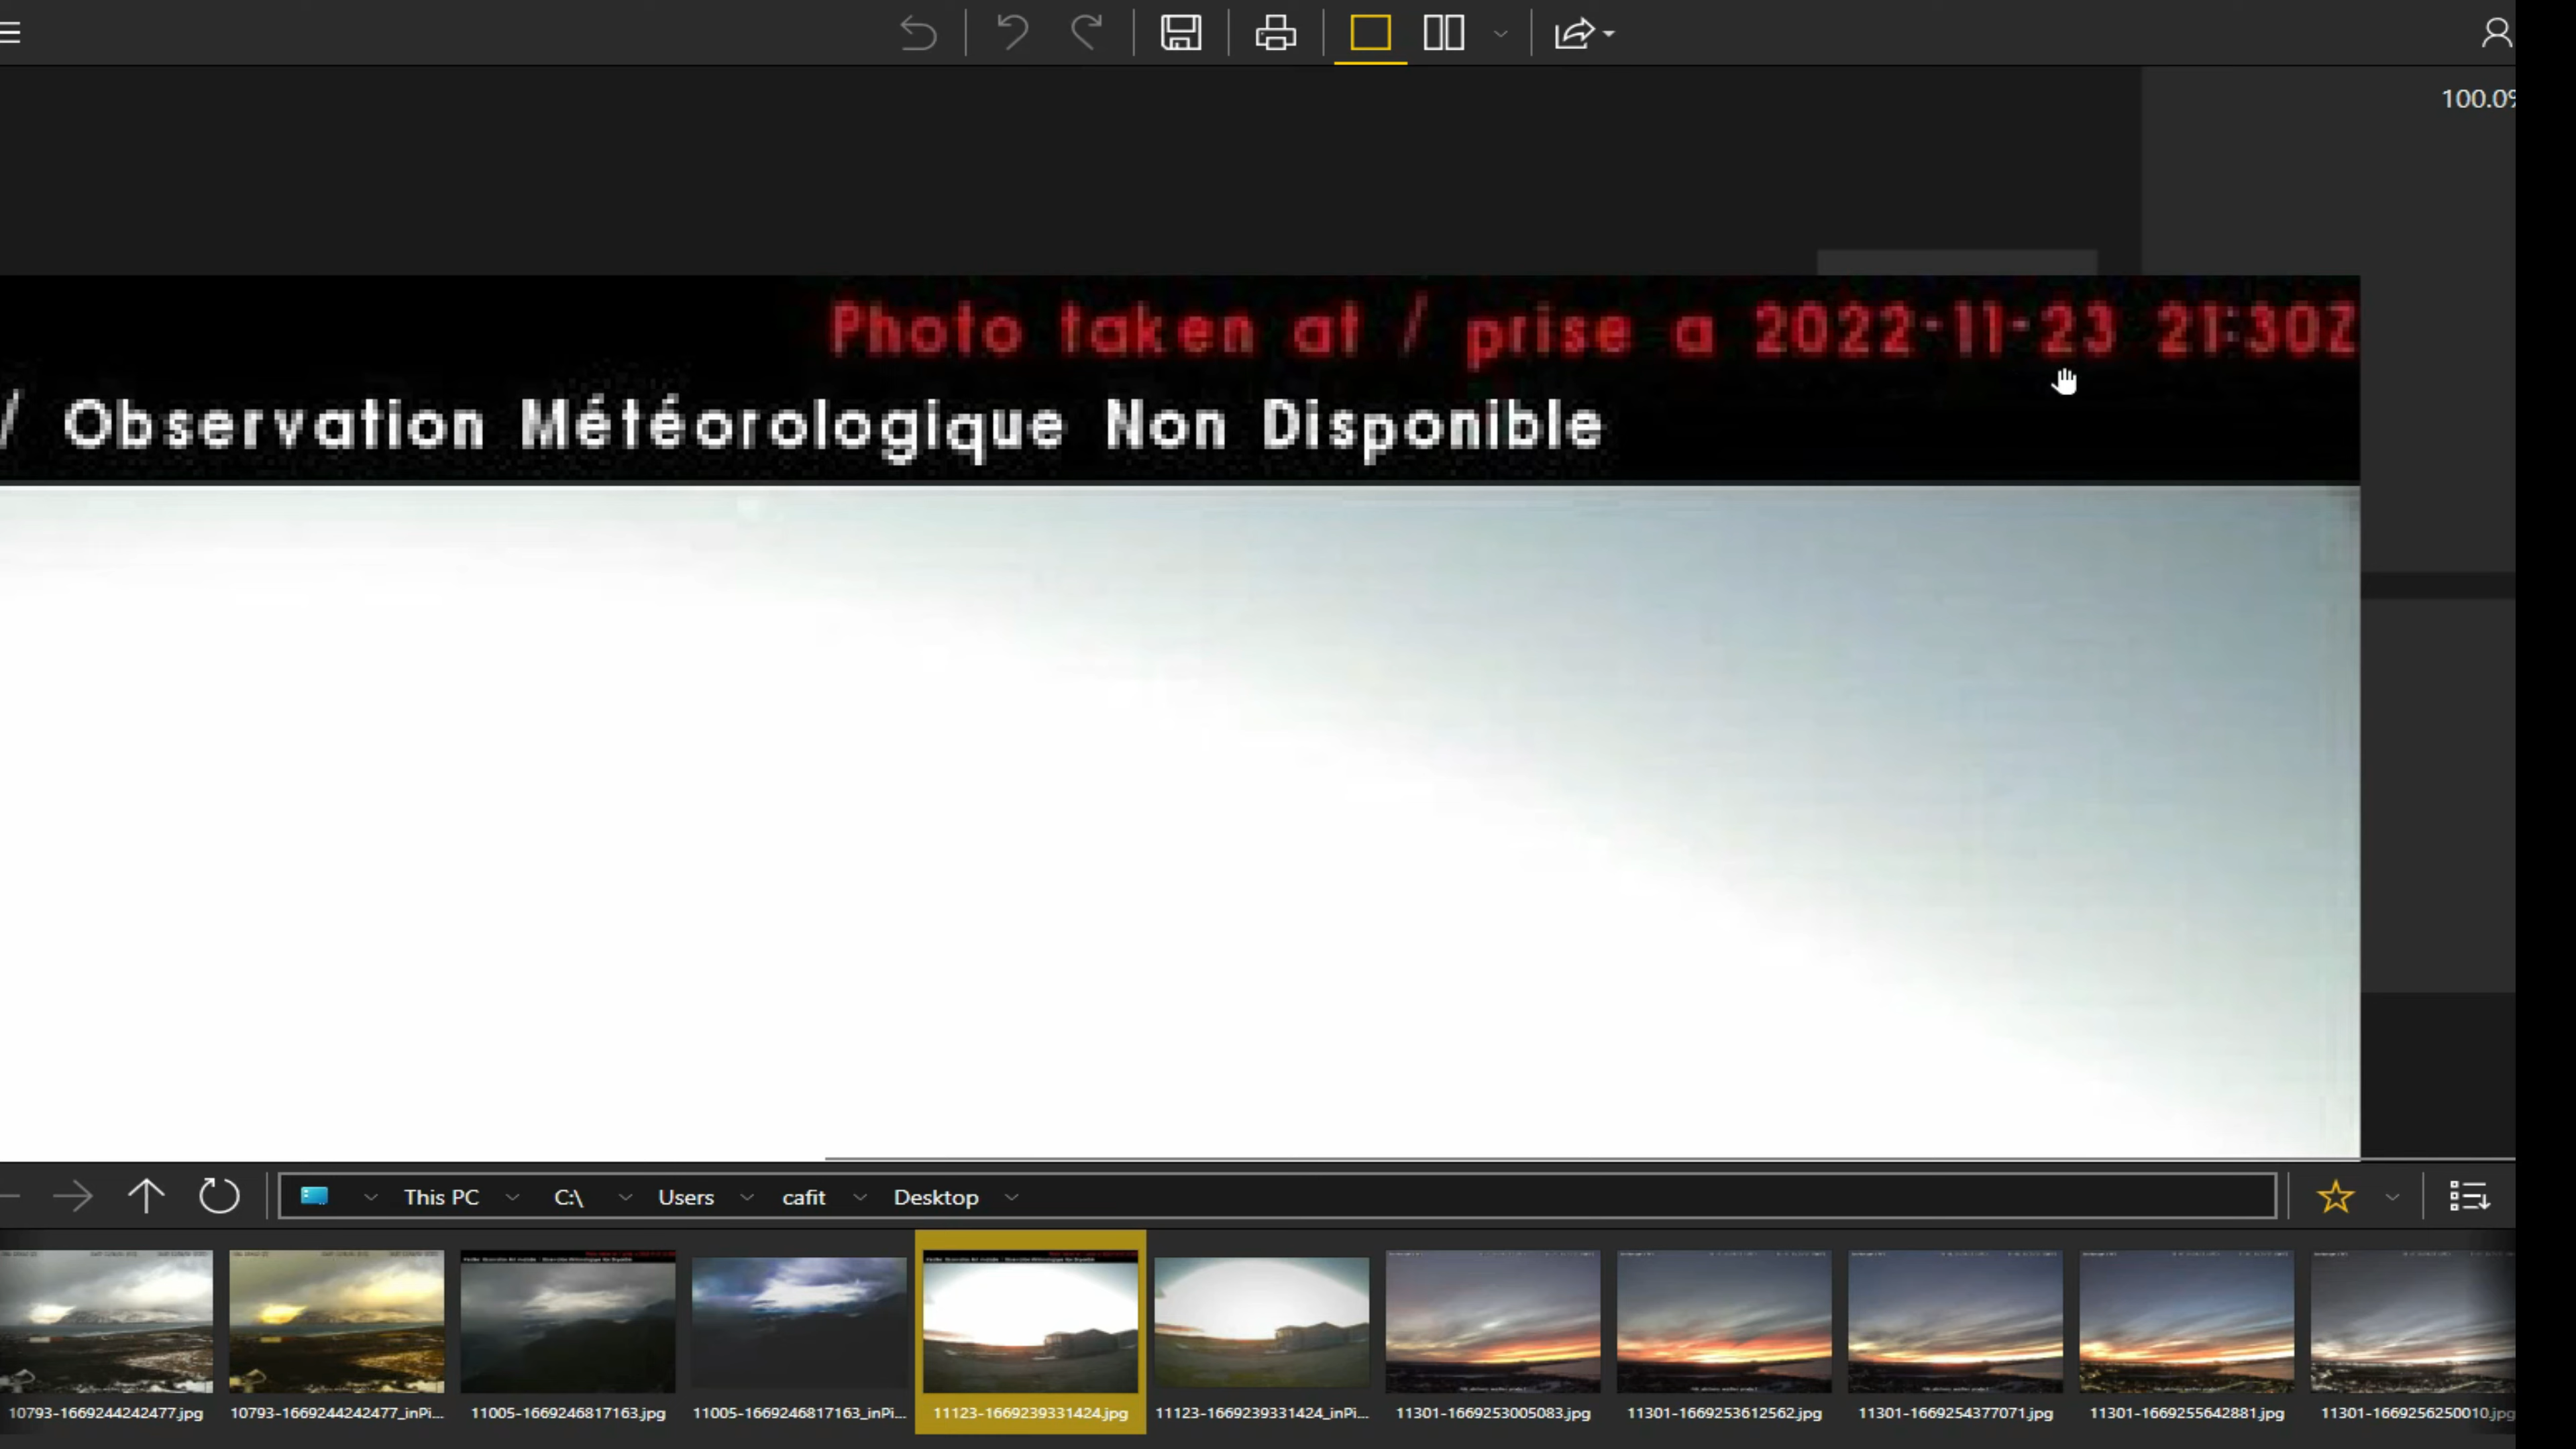 100.0%
Photo taken at / prise a 2022-11-23 21:30Z
/ Observation Météorologique Non Disponible
This PC
C:\
Users
cafit
Desktop
10793-1669244242477.jpg
10793-1669244242477_inPi...
11005-1669246817163.jpg
11005-1669246817163_inPi...
11123-1669239331424.jpg
11123-1669239331424_inPi...
11301-1669253005083.jpg
11301-1669253612562.jpg
11301-1669254377071.jpg
11301-1669255642881.jpg
11301-1669256250010.jpg